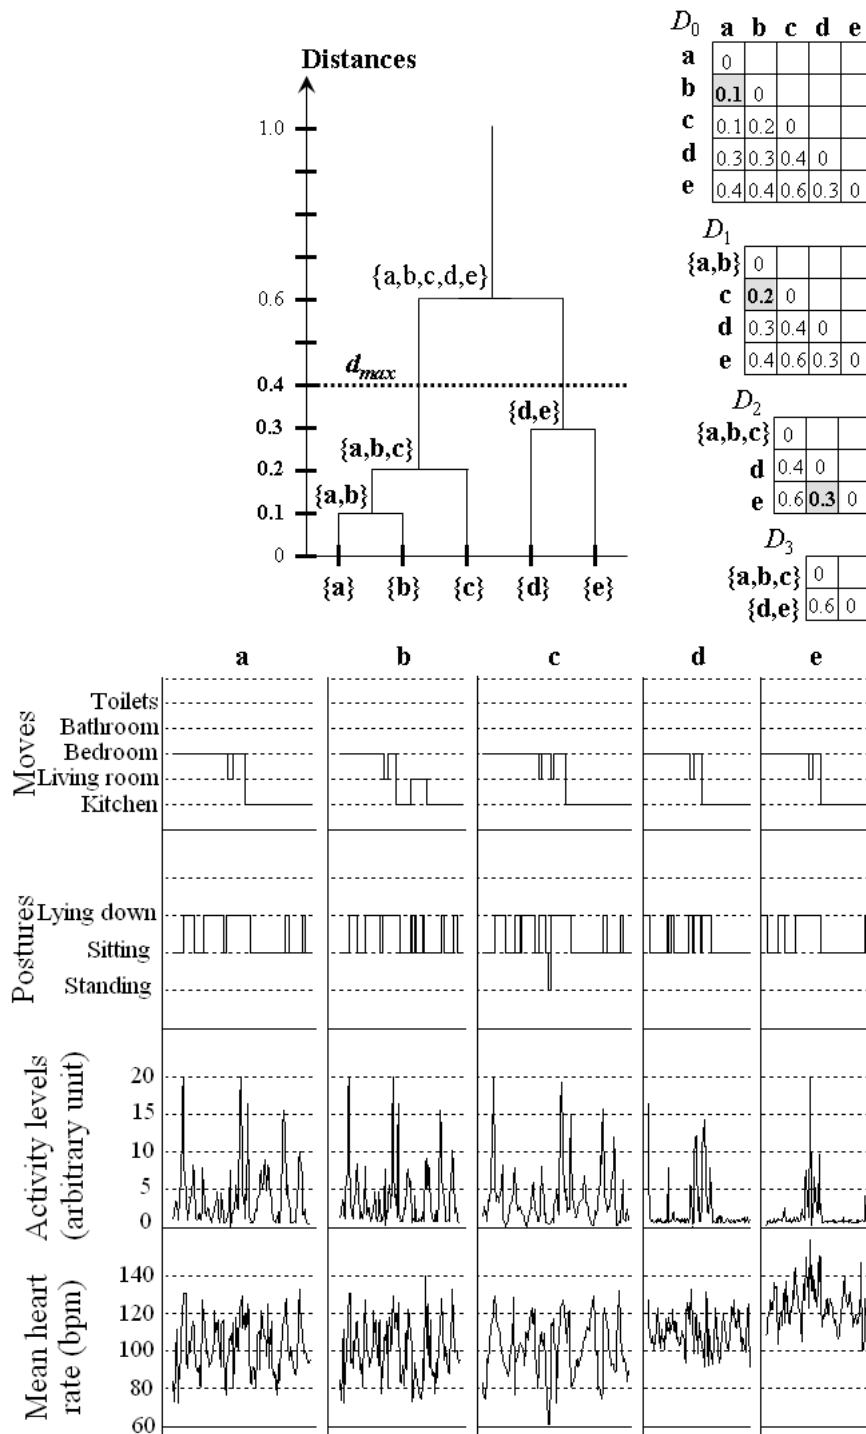 Distances
1.0
0.6
0.4
0.3
0.2
0.1
0
{a,b,c,d,e}
d_max
{d,e}
{a,b,c}
{a,b}
{a} {b} {c} {d} {e}
D0 a b c d e
a 0
b 0.1 0
c 0.1 0.2 0
d 0.3 0.3 0.4 0
e 0.4 0.4 0.6 0.3 0
D1
{a,b} 0
c 0.2 0
d 0.3 0.4 0
e 0.4 0.6 0.3 0
D2
{a,b,c} 0
d 0.4 0
e 0.6 0.3 0
D3
{a,b,c} 0
{d,e} 0.6 0
a b c d e
Moves
Toilets
Bathroom
Bedroom
Living room
Kitchen
Postures
Lying down
Sitting
Standing
Activity levels
(arbitrary unit)
20
15
10
5
0
Mean heart
rate (bpm)
140
120
100
80
60